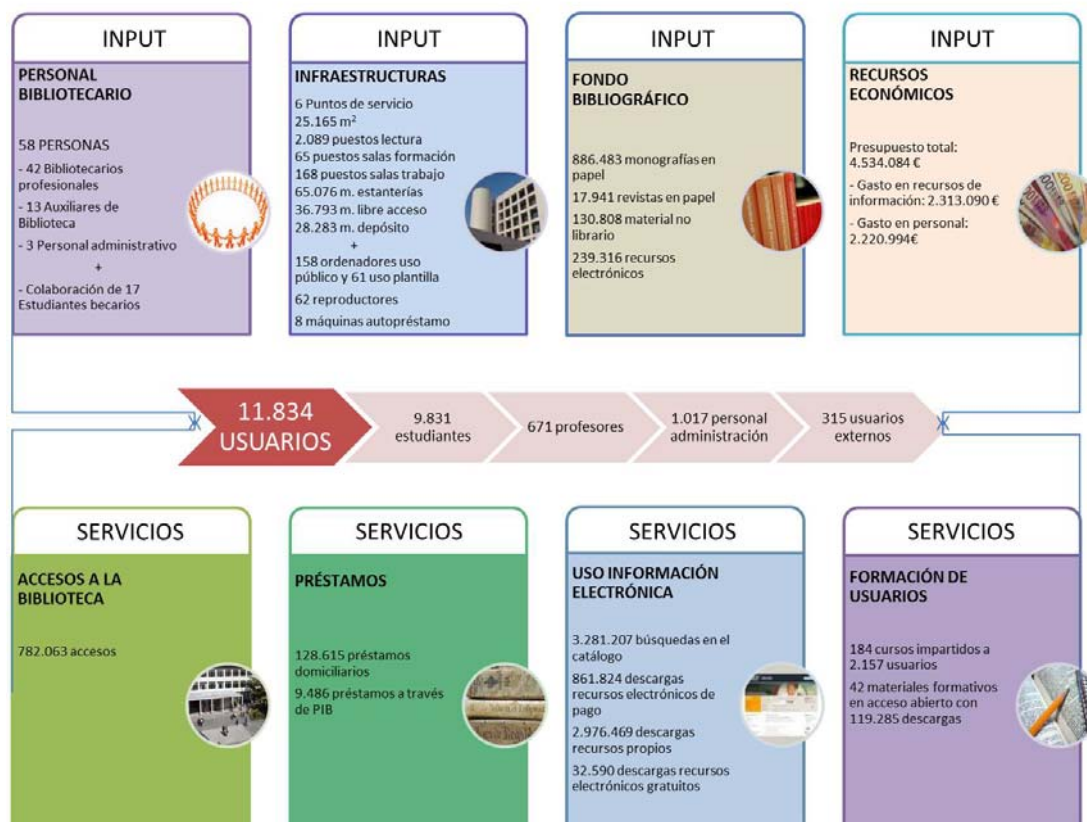 INPUT
PERSONAL
BIBLIOTECARIO
58 PERSONAS
- 42 Bibliotecarios
profesionales
- 13 Auxiliares de
Biblioteca
- 3 Personal administrativo
+
- Colaboración de 17
Estudiantes becarios
INPUT
INFRAESTRUCTURAS
6 Puntos de servicio
25.165 m²
2.089 puestos lectura
65 puestos salas formación
168 puestos salas trabajo
65.076 m. estanterías
36.793 m. libre acceso
28.283 m. depósito
+
158 ordenadores uso
público y 61 uso plantilla
62 reproductores
8 máquinas autopréstamo
INPUT
FONDO
BIBLIOGRÁFICO
886.483 monografías en
papel
17.941 revistas en papel
130.808 material no
librario
239.316 recursos
electrónicos
INPUT
RECURSOS
ECONÓMICOS
Presupuesto total:
4.534.084 €
- Gasto en recursos de
información: 2.313.090 €
- Gasto en personal:
2.220.994€
11.834
USUARIOS
9.831
estudiantes
671 profesores
1.017 personal
administración
315 usuarios
externos
SERVICIOS
ACCESOS A LA
BIBLIOTECA
782.063 accesos
SERVICIOS
PRÉSTAMOS
128.615 préstamos
domiciliarios
9.486 préstamos a través
de PIB
SERVICIOS
USO INFORMACIÓN
ELECTRÓNICA
3.281.207 búsquedas en el
catálogo
861.824 descargas
recursos electrónicos de
pago
2.976.469 descargas
recursos propios
32.590 descargas recursos
electrónicos gratuitos
SERVICIOS
FORMACIÓN DE
USUARIOS
184 cursos impartidos a
2.157 usuarios
42 materiales formativos
en acceso abierto con
119.285 descargas